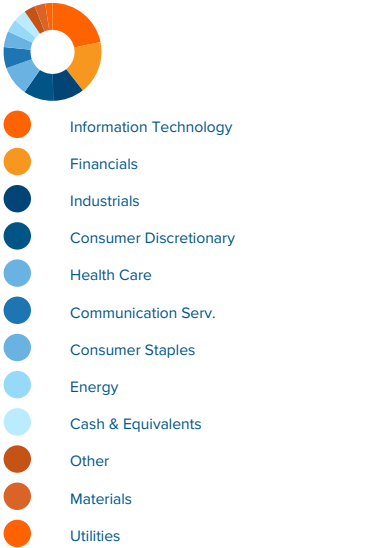 Information Technology
Financials
Industrials
Consumer Discretionary
Health Care
Communication Serv.
Consumer Staples
Energy
Cash & Equivalents
Other
Materials
Utilities